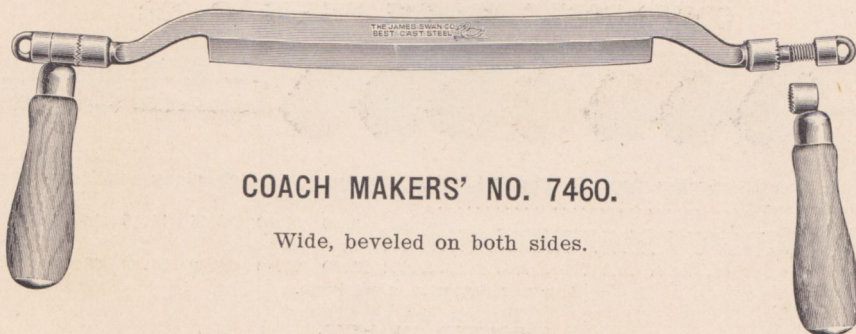 THE JAMES SWAN CO.
BEST CAST STEEL
COACH MAKERS' NO. 7460.
Wide, beveled on both sides.